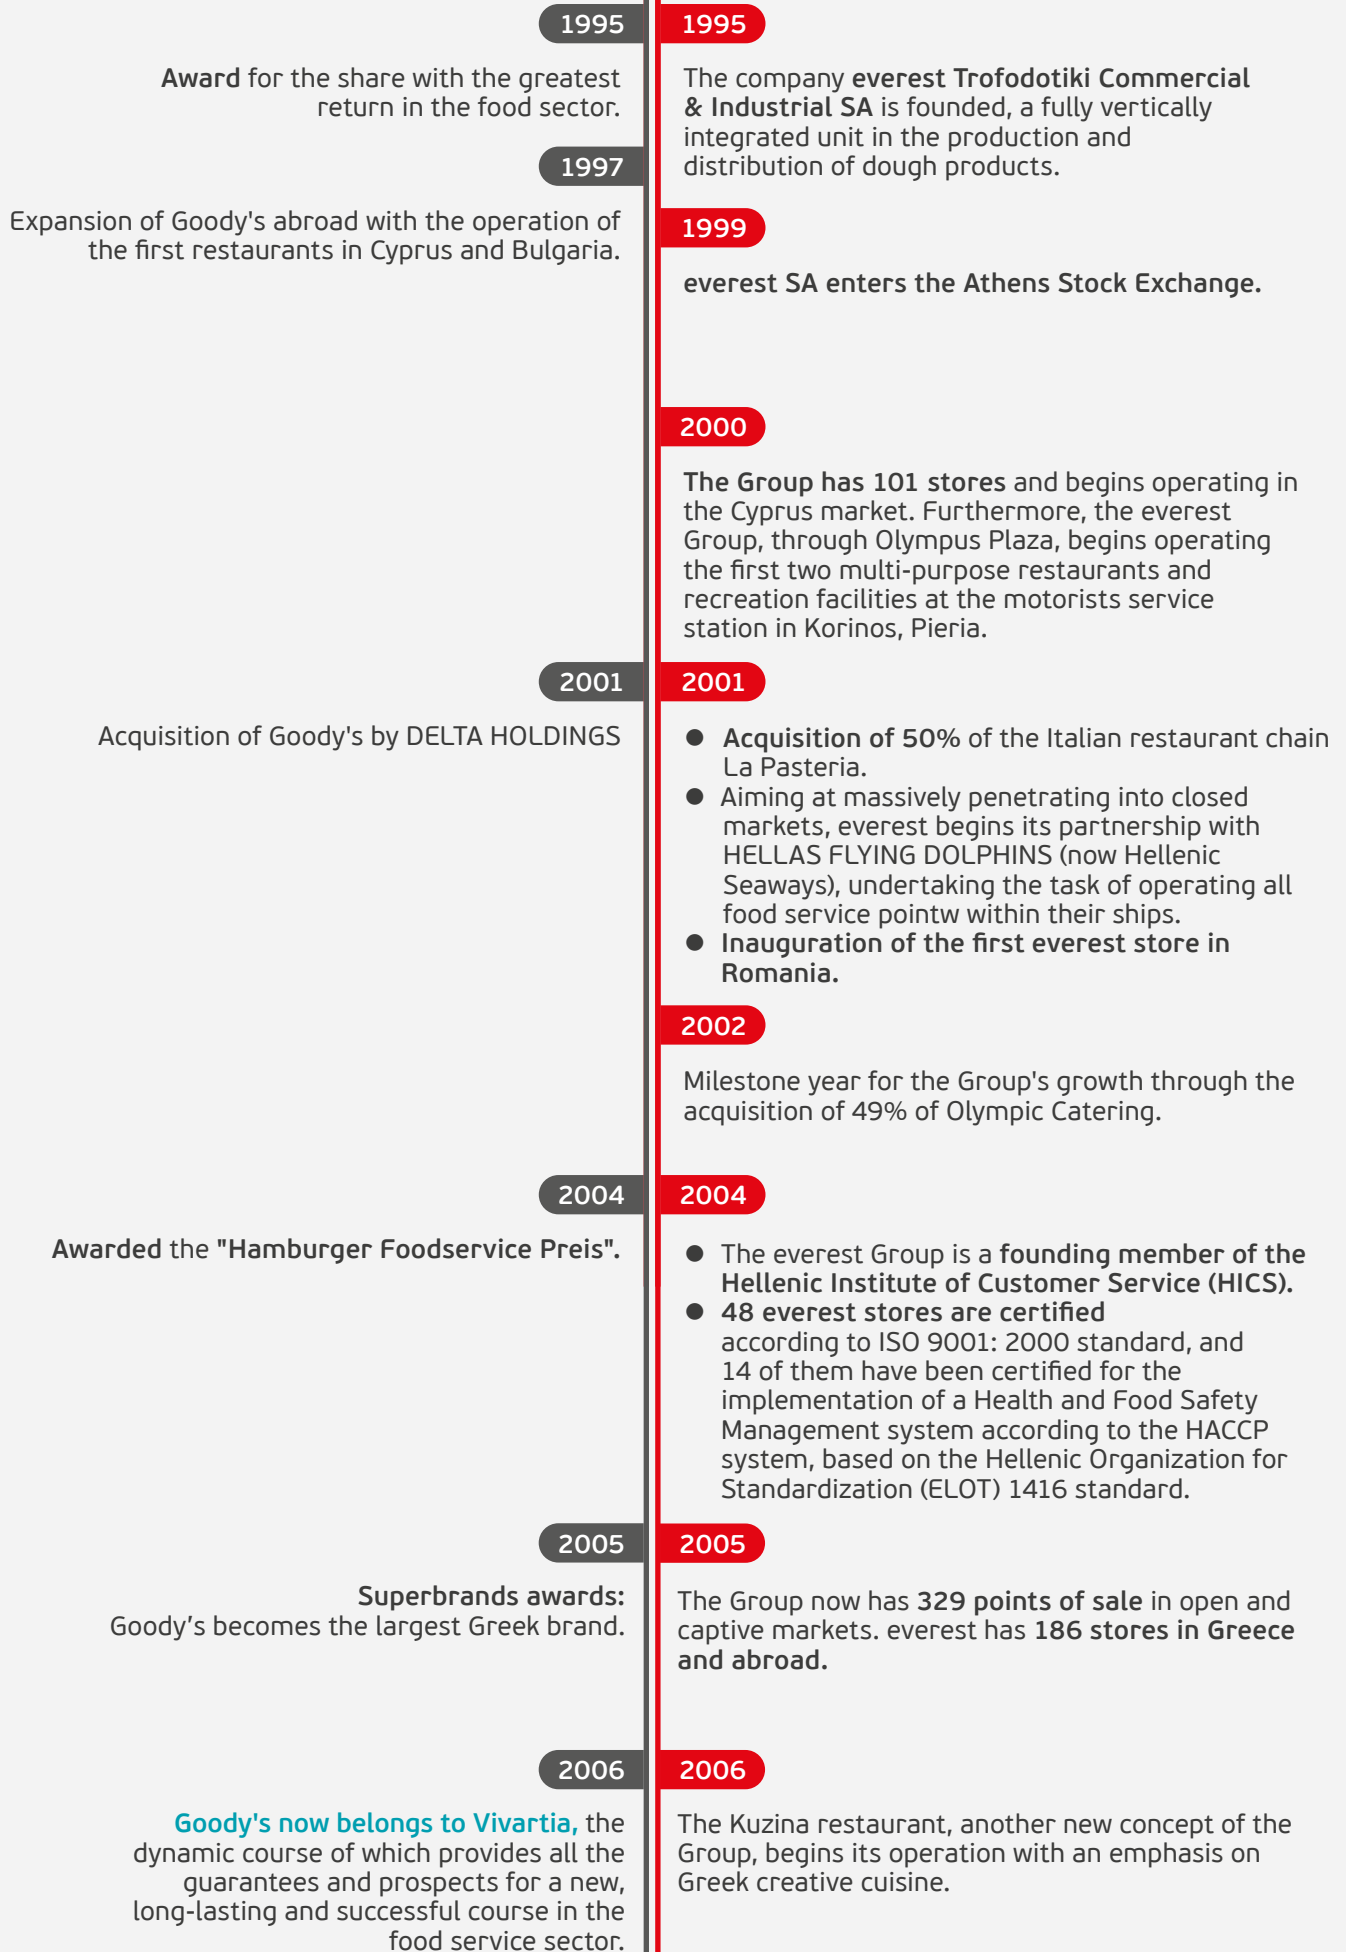 1995
Award for the share with the greatest
return in the food sector.
1997
Expansion of Goody's abroad with the operation of
the first restaurants in Cyprus and Bulgaria.
2001
Acquisition of Goody's by DELTA HOLDINGS
2004
Awarded the "Hamburger Foodservice Preis".
2005
Superbrands awards:
Goody’s becomes the largest Greek brand.
2006
Goody's now belongs to Vivartia, the
dynamic course of which provides all the
guarantees and prospects for a new,
long-lasting and successful course in the
food service sector.
1995
The company everest Trofodotiki Commercial
& Industrial SA is founded, a fully vertically
integrated unit in the production and
distribution of dough products.
1999
everest SA enters the Athens Stock Exchange.
2000
The Group has 101 stores and begins operating in
the Cyprus market. Furthermore, the everest
Group, through Olympus Plaza, begins operating
the first two multi-purpose restaurants and
recreation facilities at the motorists service
station in Korinos, Pieria.
2001
● Acquisition of 50% of the Italian restaurant chain
La Pasteria.
● Aiming at massively penetrating into closed
markets, everest begins its partnership with
HELLAS FLYING DOLPHINS (now Hellenic
Seaways), undertaking the task of operating all
food service pointw within their ships.
● Inauguration of the first everest store in
Romania.
2002
Milestone year for the Group's growth through the
acquisition of 49% of Olympic Catering.
2004
● The everest Group is a founding member of the
Hellenic Institute of Customer Service (HICS).
● 48 everest stores are certified
according to ISO 9001: 2000 standard, and
14 of them have been certified for the
implementation of a Health and Food Safety
Management system according to the HACCP
system, based on the Hellenic Organization for
Standardization (ELOT) 1416 standard.
2005
The Group now has 329 points of sale in open and
captive markets. everest has 186 stores in Greece
and abroad.
2006
The Kuzina restaurant, another new concept of the
Group, begins its operation with an emphasis on
Greek creative cuisine.